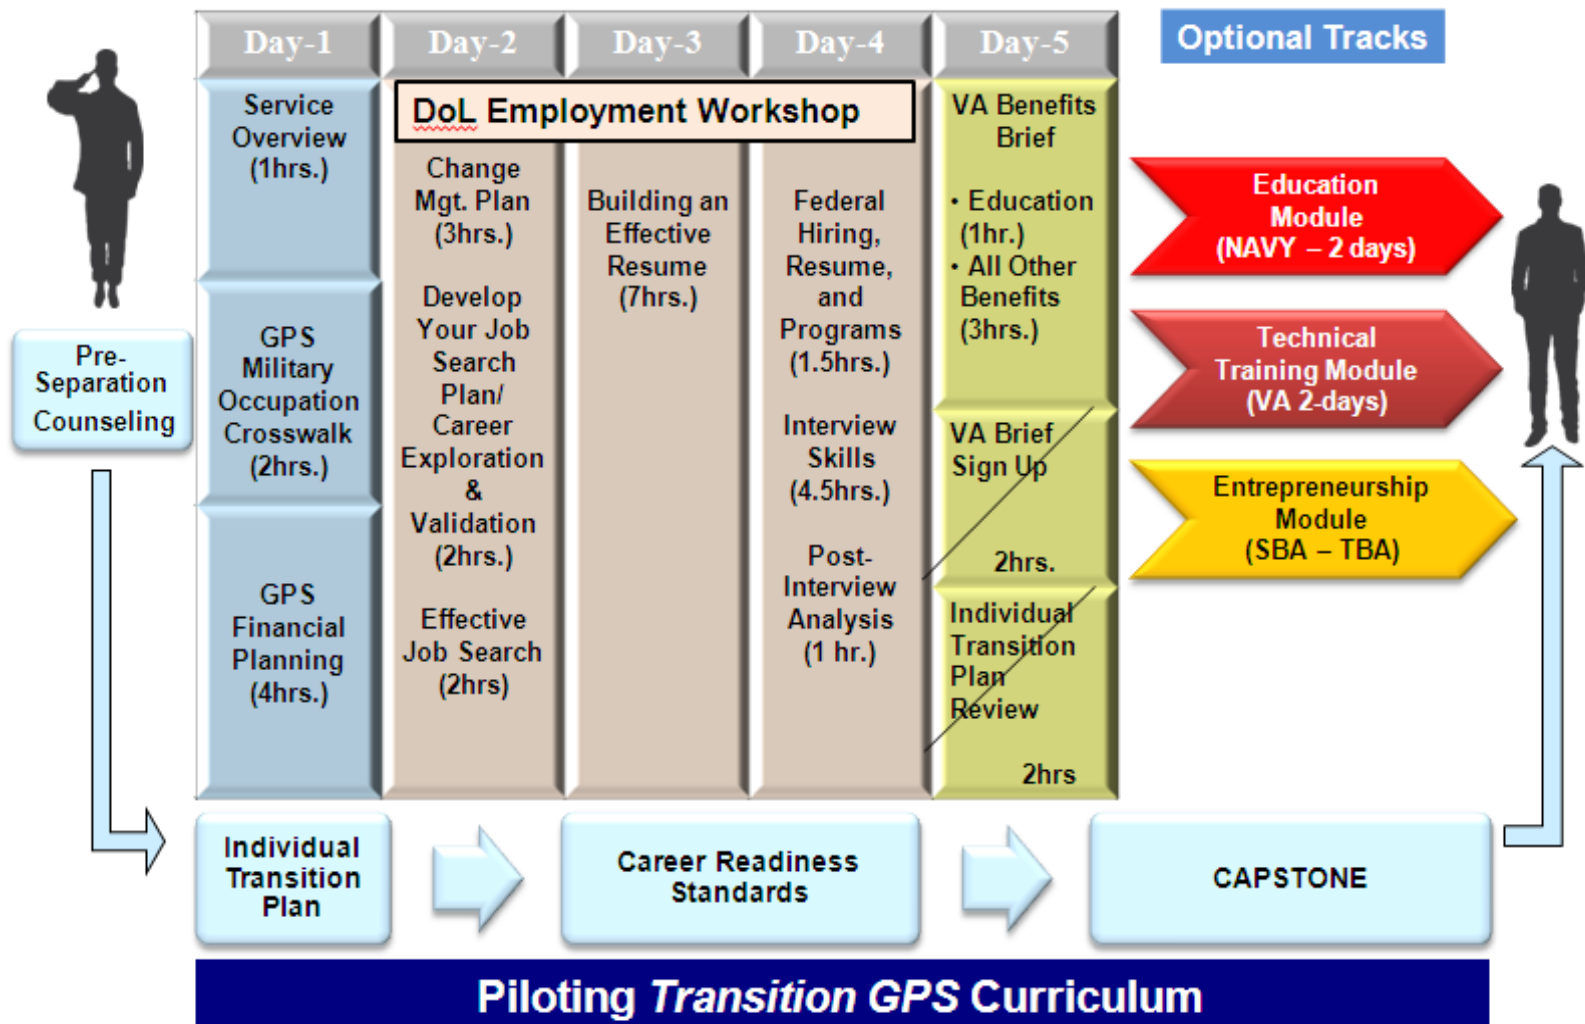 Day-1
Day-2
Day-3
Day-4
Day-5
Optional Tracks
Service
Overview
(1hrs.)
GPS
Military
Occupation
Crosswalk
(2hrs.)
GPS
Financial
Planning
(4hrs.)
DoL Employment Workshop
Change
Mgt. Plan
(3hrs.)
Develop
Your Job
Search
Plan/
Career
Exploration
&
Validation
(2hrs.)
Effective
Job Search
(2hrs)
Building an
Effective
Resume
(7hrs.)
Federal
Hiring,
Resume,
and
Programs
(1.5hrs.)
Interview
Skills
(4.5hrs.)
Post-
Interview
Analysis
(1 hr.)
VA Benefits
Brief
• Education
(1hr.)
• All Other
Benefits
(3hrs.)
VA Brief
Sign Up
2hrs.
Individual
Transition
Plan
Review
2hrs
Education
Module
(NAVY – 2 days)
Technical
Training Module
(VA 2-days)
Entrepreneurship
Module
(SBA – TBA)
Pre-
Separation
Counseling
Individual
Transition
Plan
Career Readiness
Standards
CAPSTONE
Piloting Transition GPS Curriculum